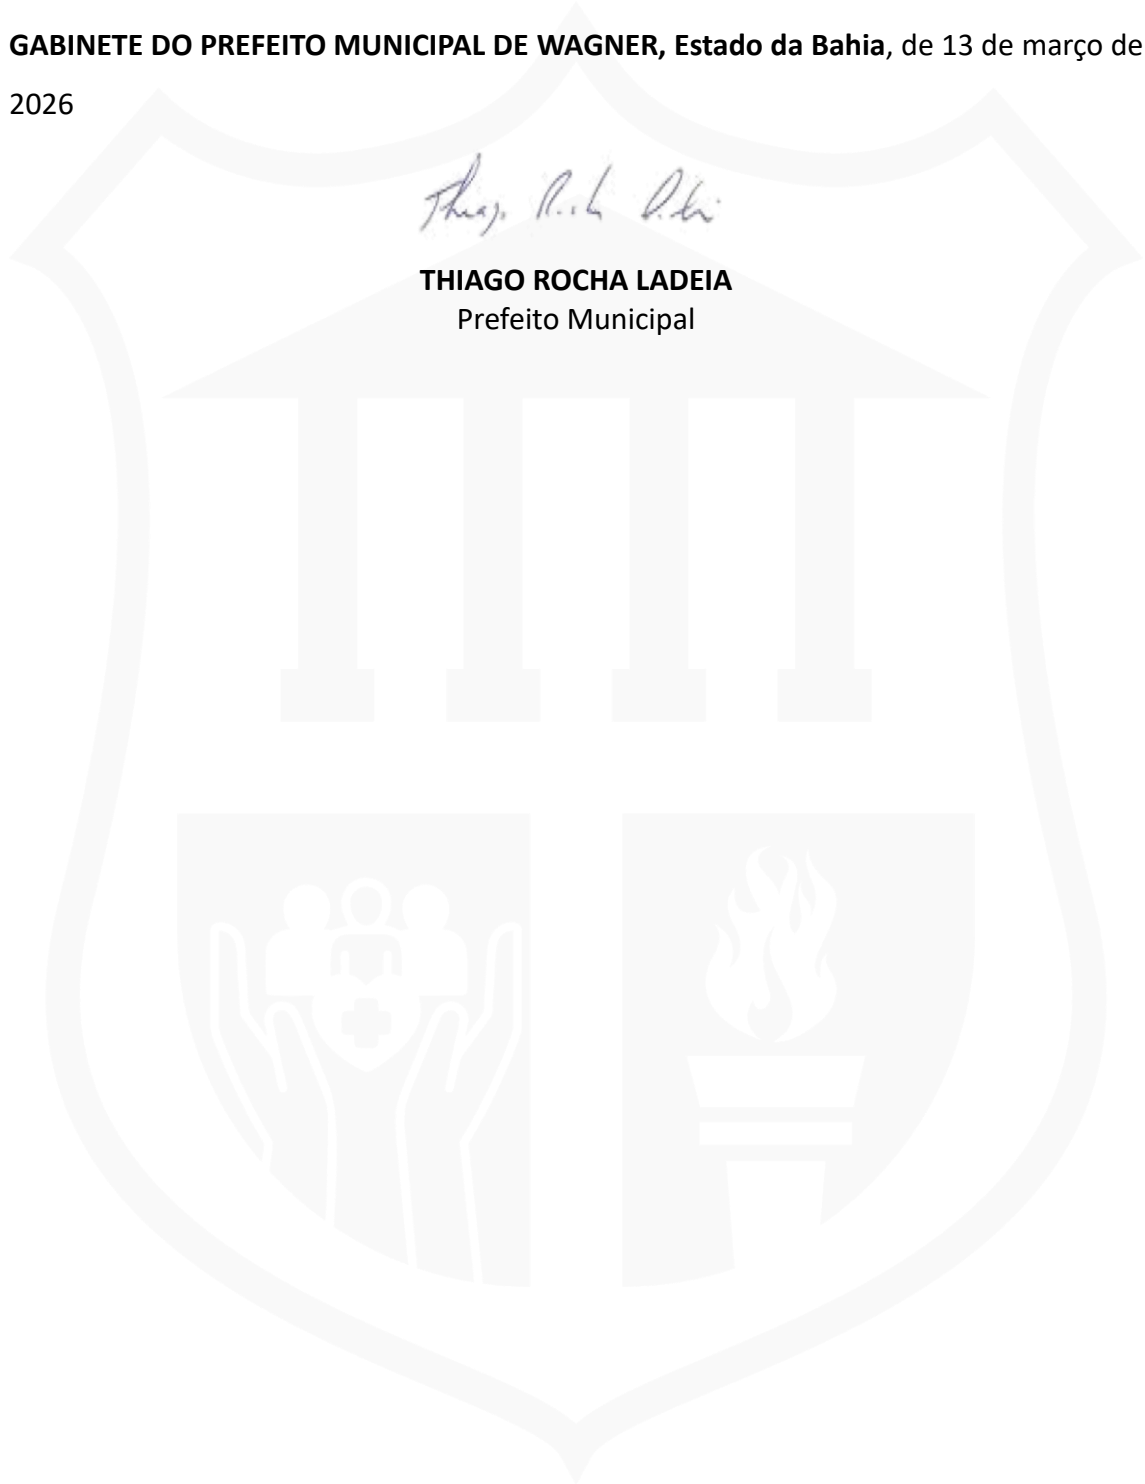 GABINETE DO PREFEITO MUNICIPAL DE WAGNER, Estado da Bahia, de 13 de março de
2026
THIAGO ROCHA LADEIA
Prefeito Municipal